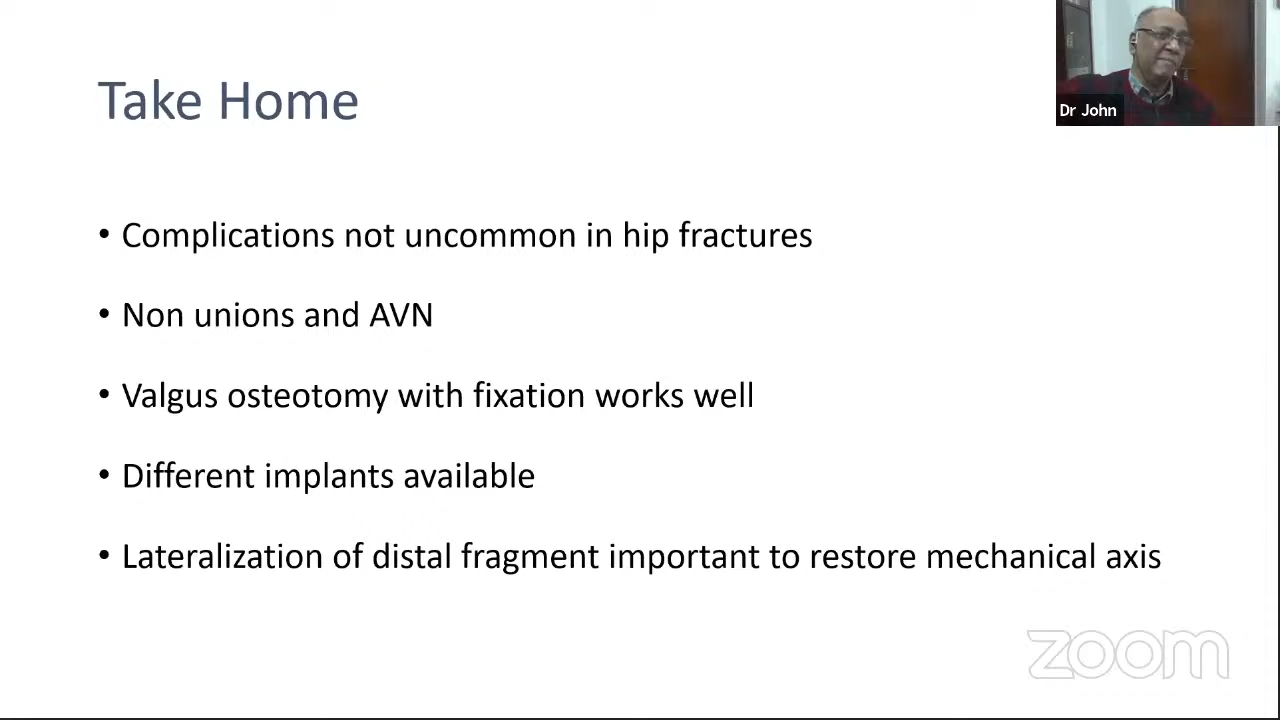 Take Home
Dr John
• Complications not uncommon in hip fractures
• Non unions and AVN
• Valgus osteotomy with fixation works well
• Different implants available
• Lateralization of distal fragment important to restore mechanical axis
zoom